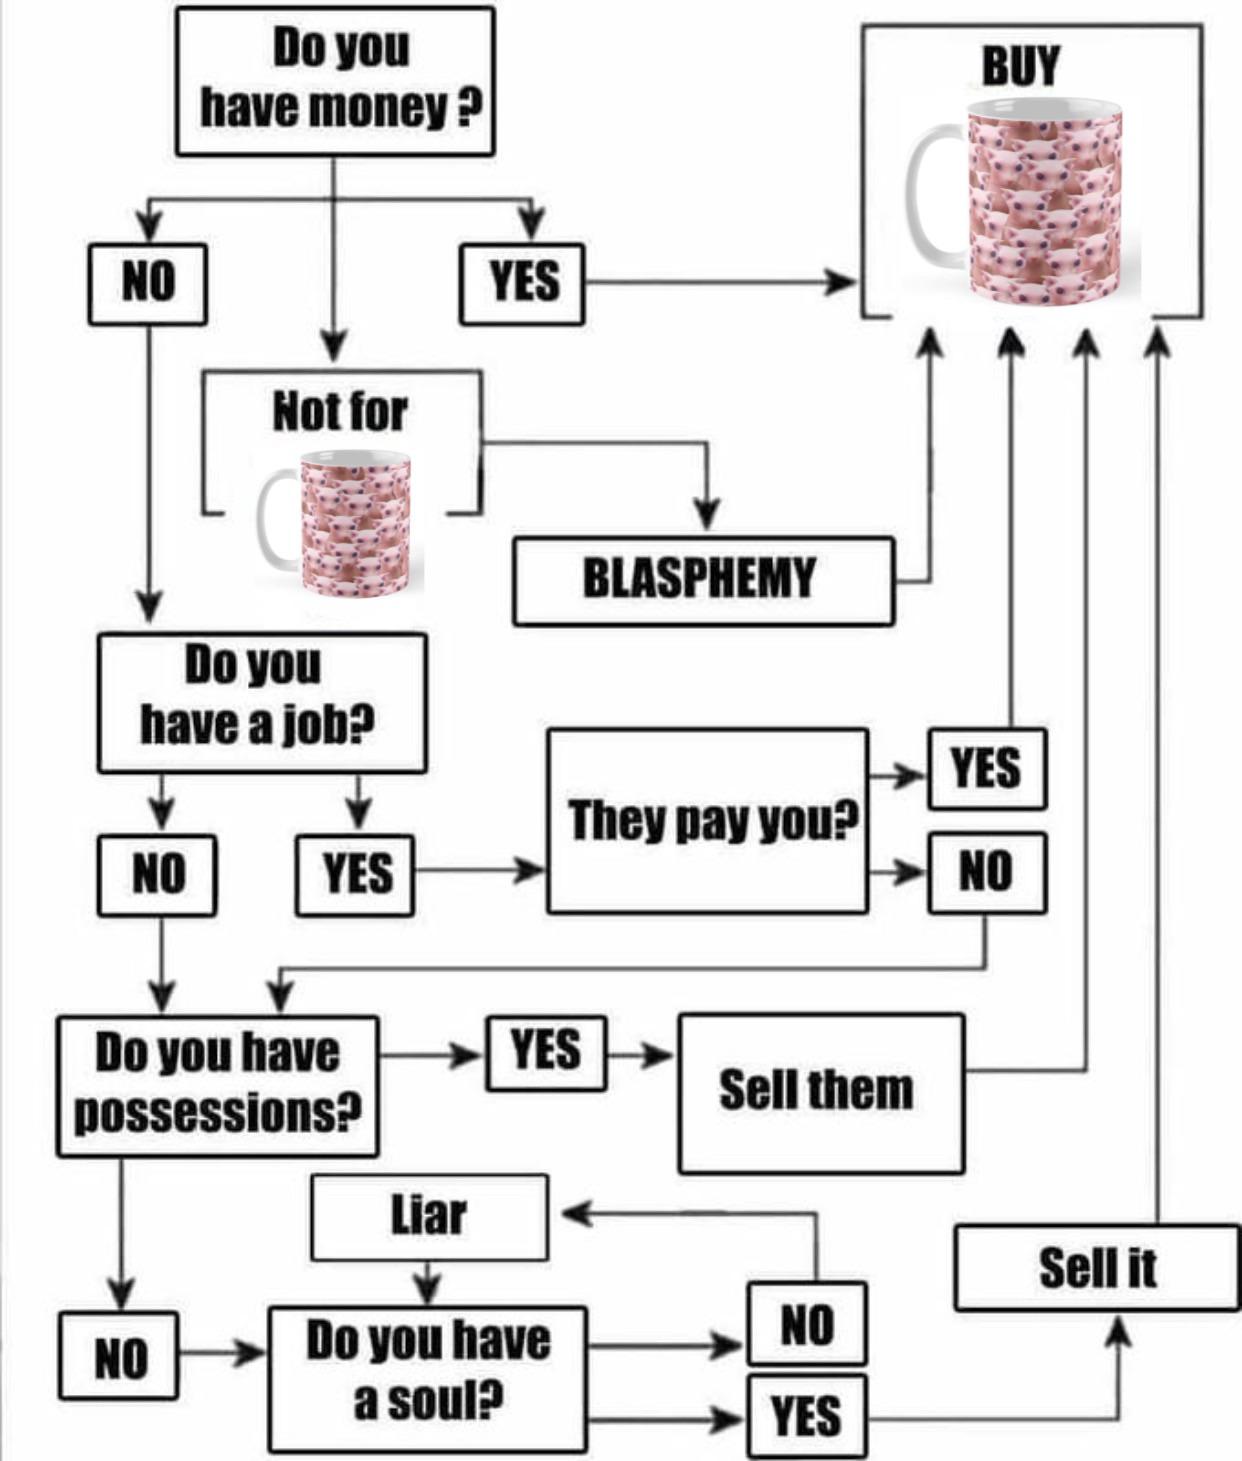 Do you
have money ?
BUY
NO
YES
Not for
BLASPHEMY
Do you
have a job?
They pay you?
YES
NO
YES
NO
Do you have
possessions?
YES
Sell them
Liar
Sell it
NO
Do you have
a soul?
NO
YES